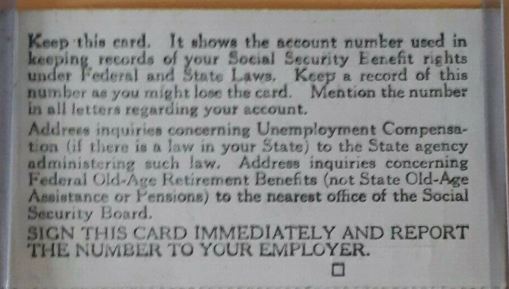 Keep this card. It shows the account number used in
keeping records of your Social Security Benefit rights
under Federal and State Laws. Keep a record of this
number as you might lose the card. Mention the number
in all letters regarding your account.
Address inquiries concerning Unemployment Compensa-
tion (if there is a law in your State) to the State agency
administering such law. Address inquiries concerning
Federal Old-Age Retirement Benefits (not State Old-Age
Assistance or Pensions) to the nearest office of the Social
Security Board.
SIGN THIS CARD IMMEDIATELY AND REPORT
THE NUMBER TO YOUR EMPLOYER.